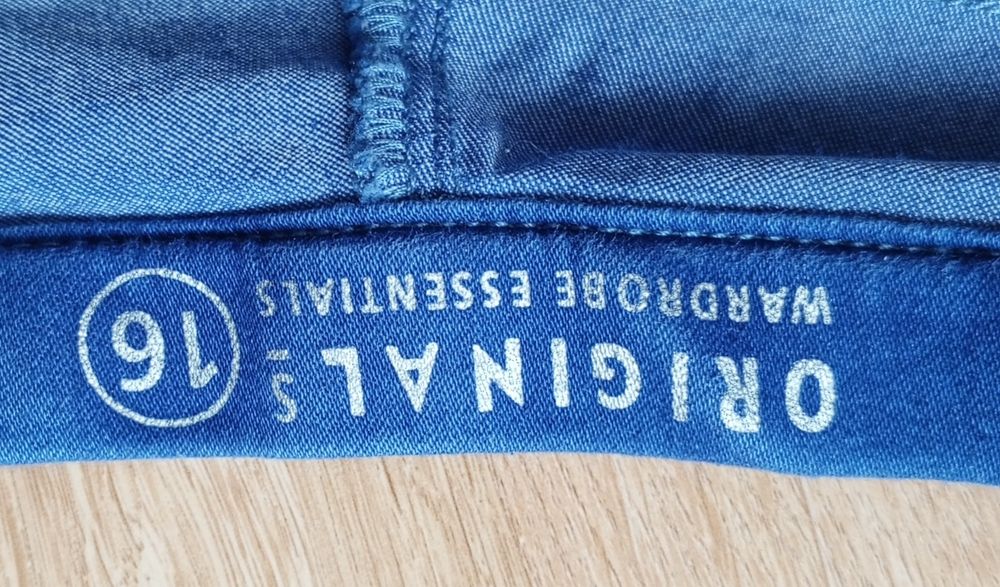 ORIGINALS
WARDROBE ESSENTIALS
16